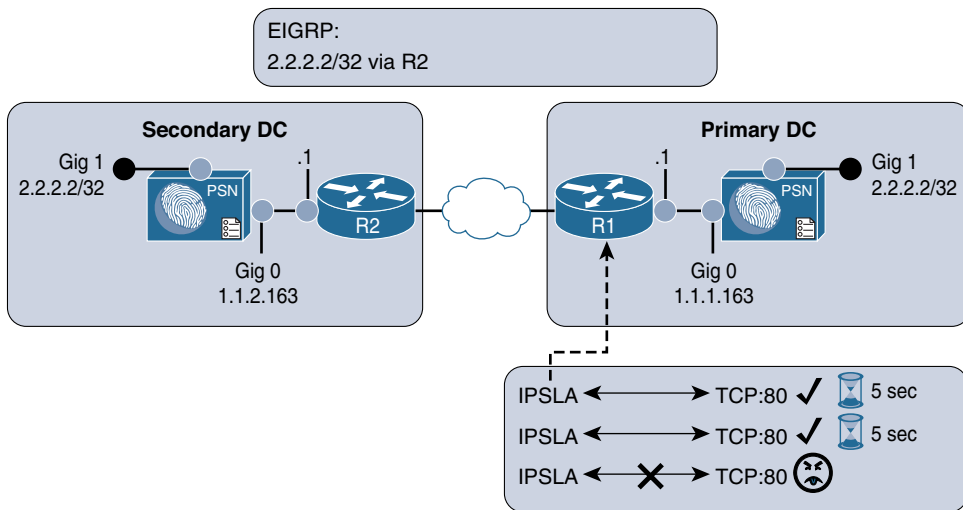 EIGRP:
2.2.2.2/32 via R2
Secondary DC
Gig 1
2.2.2.2/32
PSN
.1
R2
Gig 0
1.1.2.163
Primary DC
.1
R1
PSN
Gig 1
2.2.2.2/32
Gig 0
1.1.1.163
IPSLA TCP:80 5 sec
IPSLA TCP:80 5 sec
IPSLA TCP:80